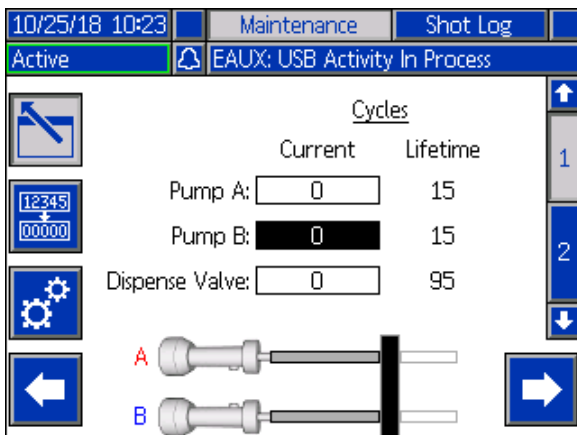 10/25/18 10:23 Maintenance Shot Log
Active EAUX: USB Activity In Process
Cycles
Current Lifetime
1
12345
00000
Pump A: 0 15
Pump B: 0 15
2
Dispense Valve: 0 95
A
B